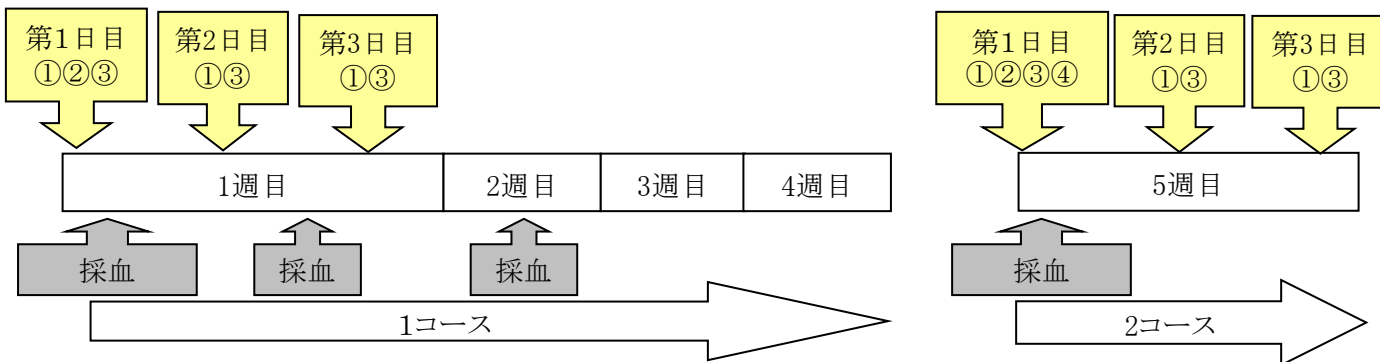 第1日目
①②③
第2日目
①③
第3日目
①③
第1日目
①②③④
第2日目
①③
第3日目
①③
1週目
2週目
3週目
4週目
5週目
採血
採血
採血
採血
1コース
2コース